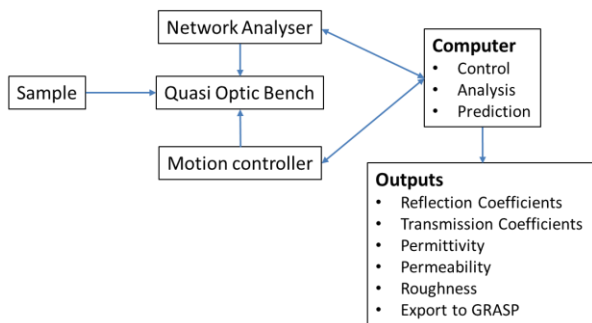 Network Analyser
Sample
Quasi Optic Bench
Motion controller
Computer
• Control
• Analysis
• Prediction
Outputs
• Reflection Coefficients
• Transmission Coefficients
• Permittivity
• Permeability
• Roughness
• Export to GRASP